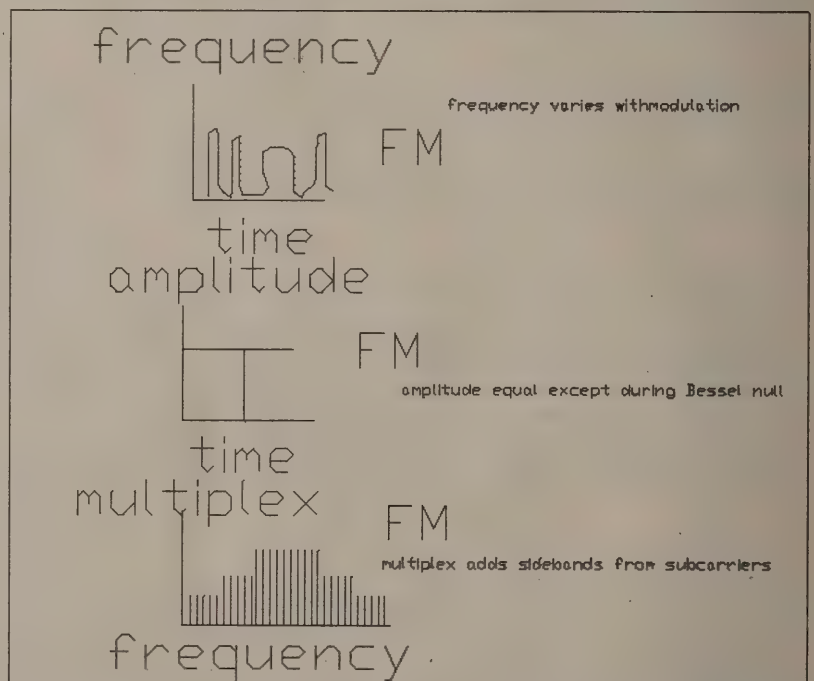 frequency
frequency varies withmodulation
FM
time
amplitude
FM
amplitude equal except during Bessel null
time
multiplex
FM
multiplex adds sidebands from subcarriers
frequency